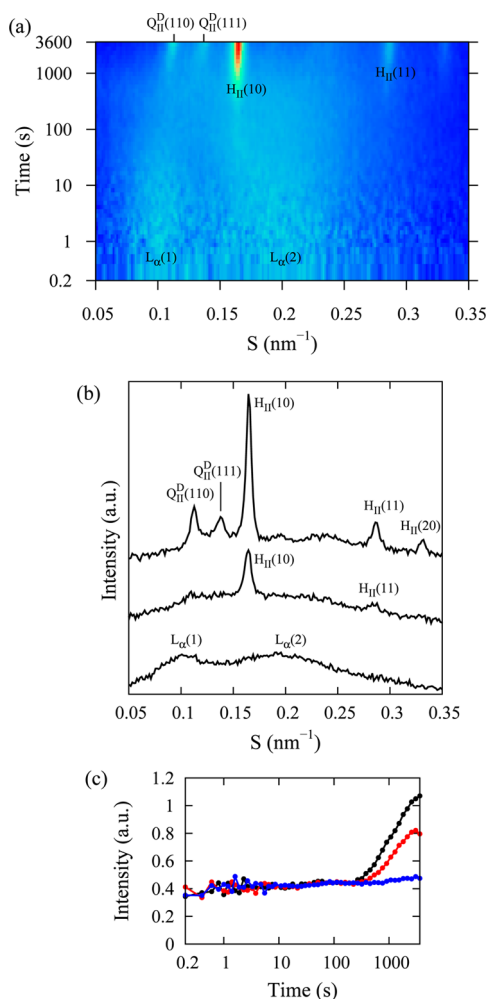 (a)
Q_II^D(110) Q_II^D(111)
3600
1000
100
10
1
0.2
Time (s)
H_II(10)
H_II(11)
L_α(1)
L_α(2)
0.05 0.1 0.15 0.2 0.25 0.3 0.35
S (nm⁻¹)
(b)
H_II(10)
Q_II^D(111)
Q_II^D(110)
H_II(11)
H_II(20)
H_II(10)
H_II(11)
L_α(1)
L_α(2)
Intensity (a.u.)
0.05 0.1 0.15 0.2 0.25 0.3 0.35
S (nm⁻¹)
(c)
1.2
1
0.8
0.6
0.4
0.2
0
Intensity (a.u.)
0.2 1 10 100 1000
Time (s)